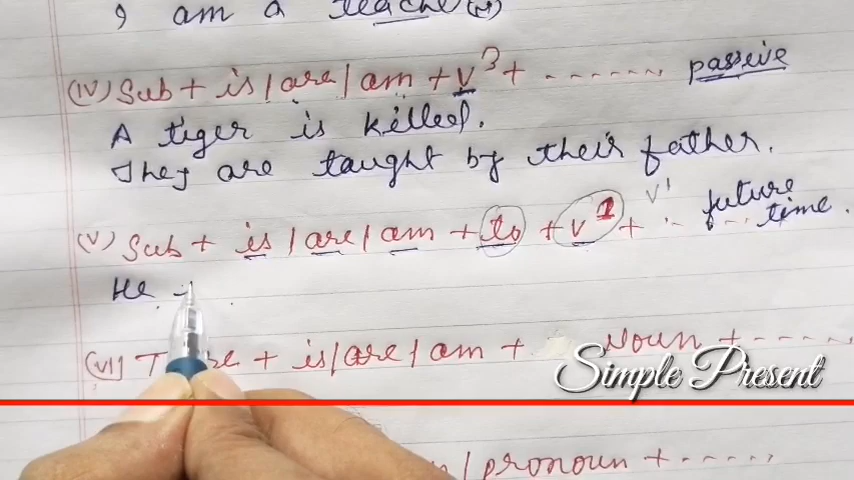 I am a teacher(n)
(iv) Sub + is / are / am + V³ + ........ passive
A tiger is killed.
They are taught by their father.
(v) Sub + is / are / am + to + V1 + V¹ ...... future time.
He
(vi) + is / are / am + Noun + ......
Simple Present
/ pronoun + ......